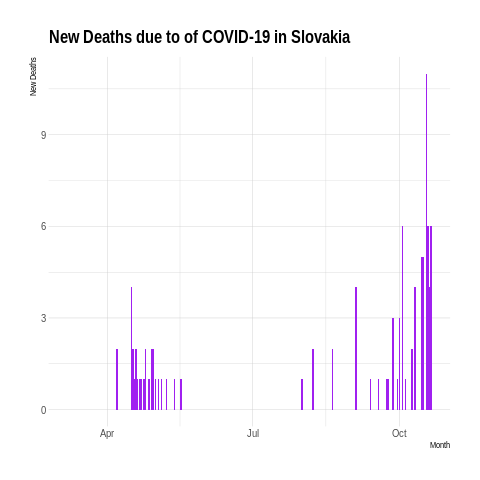 New Deaths due to of COVID-19 in Slovakia
New Deaths
9
6
3
0
Apr Jul Oct
Month